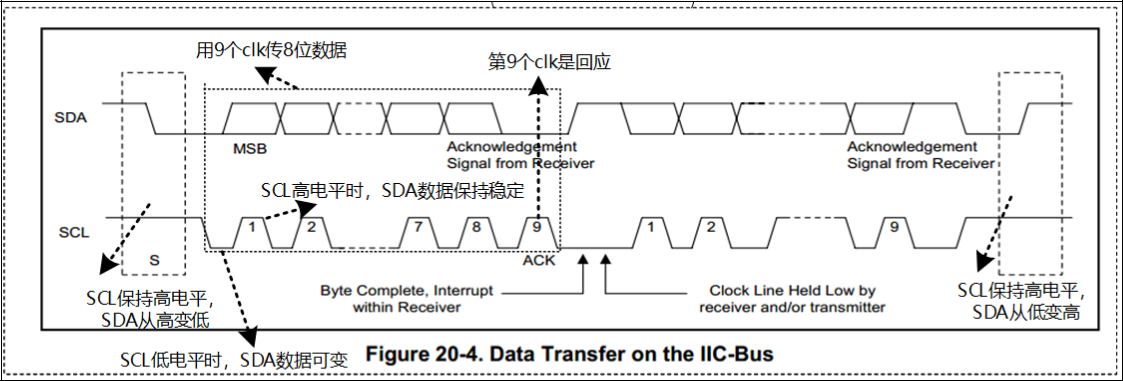 用9个clk传8位数据
第9个clk是回应
SDA
MSB
Acknowledgement
Signal from Receiver
Acknowledgement
Signal from Receiver
SCL高电平时，SDA数据保持稳定
SCL
1
2
7
8
9
1
2
9
S
ACK
Byte Complete, Interrupt
within Receiver
Clock Line Held Low by
receiver and/or transmitter
SCL保持高电平，
SDA从高变低
SCL保持高电平，
SDA从低变高
SCL低电平时，SDA数据可变
Figure 20-4. Data Transfer on the IIC-Bus